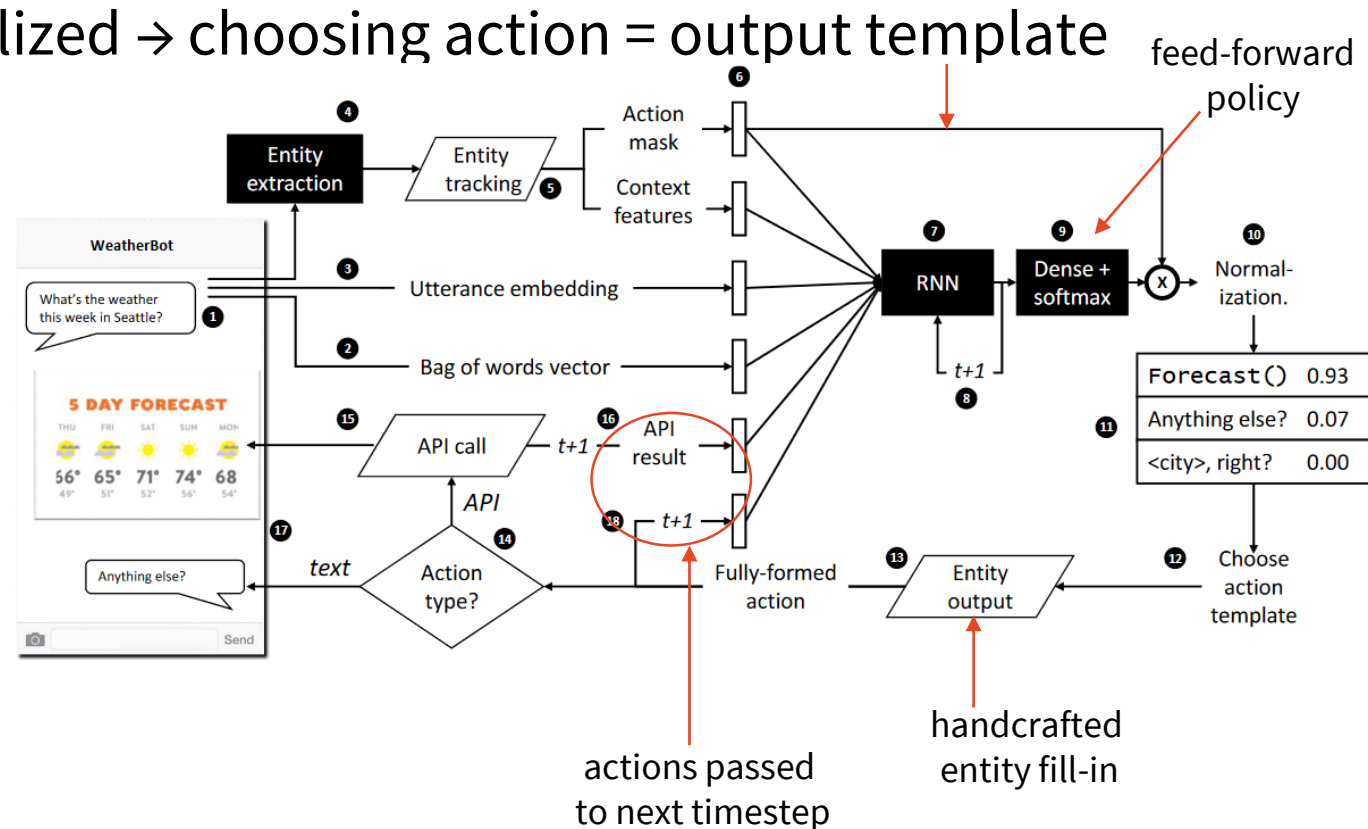 lized → choosing action = output template
feed-forward
policy
6
4
Action
mask
Entity
extraction
Entity
tracking
5
Context
features
7
9
10
WeatherBot
3
Utterance embedding
RNN
Dense +
softmax
X
Normal-
ization.
What's the weather
this week in Seattle?
1
2
Bag of words vector
t+1
8
Forecast() 0.93
Anything else? 0.07
<city>, right? 0.00
11
5 DAY FORECAST
THU FRI SAT SUN MON
66° 65° 71° 74° 68
49° 51° 52° 56° 54°
15
API call
t+1
16
API
result
API
18
t+1
17
14
text
Action
type?
Fully-formed
action
13
Entity
output
12
Choose
action
template
Anything else?
Send
handcrafted
entity fill-in
actions passed
to next timestep